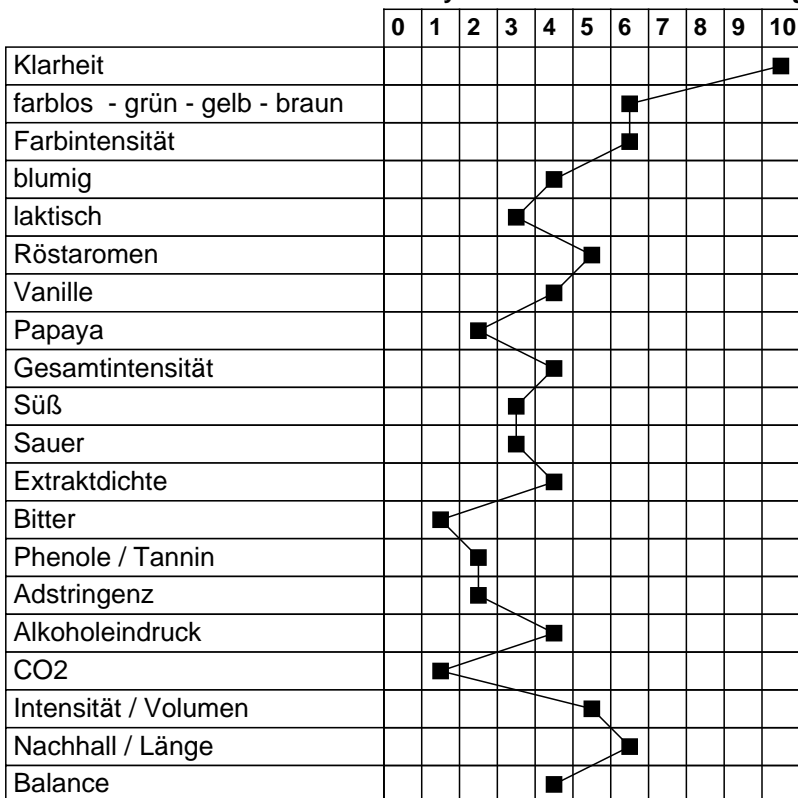 0 1 2 3 4 5 6 7 8 9 10
Klarheit
farblos - grün - gelb - braun
Farbintensität
blumig
laktisch
Röstaromen
Vanille
Papaya
Gesamtintensität
Süß
Sauer
Extraktdichte
Bitter
Phenole / Tannin
Adstringenz
Alkoholeindruck
CO2
Intensität / Volumen
Nachhall / Länge
Balance